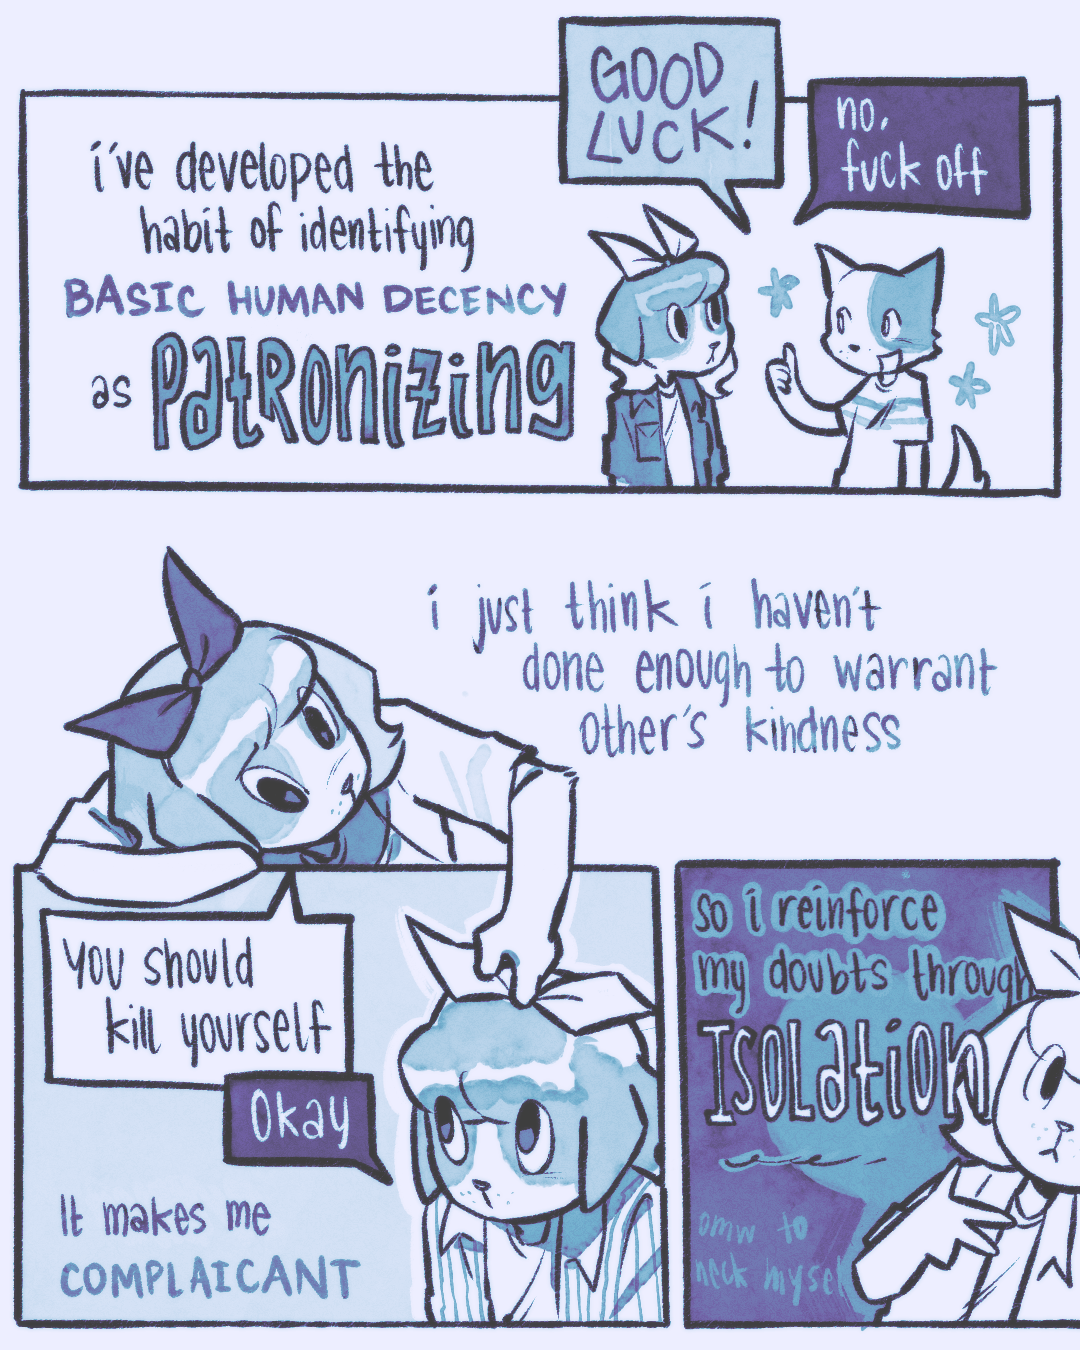 GOOD
LUCK!
no,
fuck off
i've developed the
habit of identifying
BASIC HUMAN DECENCY
as PATRONIZING
i just think i haven't
done enough to warrant
other's kindness
you should
kill yourself
Okay
It makes me
COMPLAICANT
so i reinforce
my doubts through
ISOLATION
omw to
neck myself